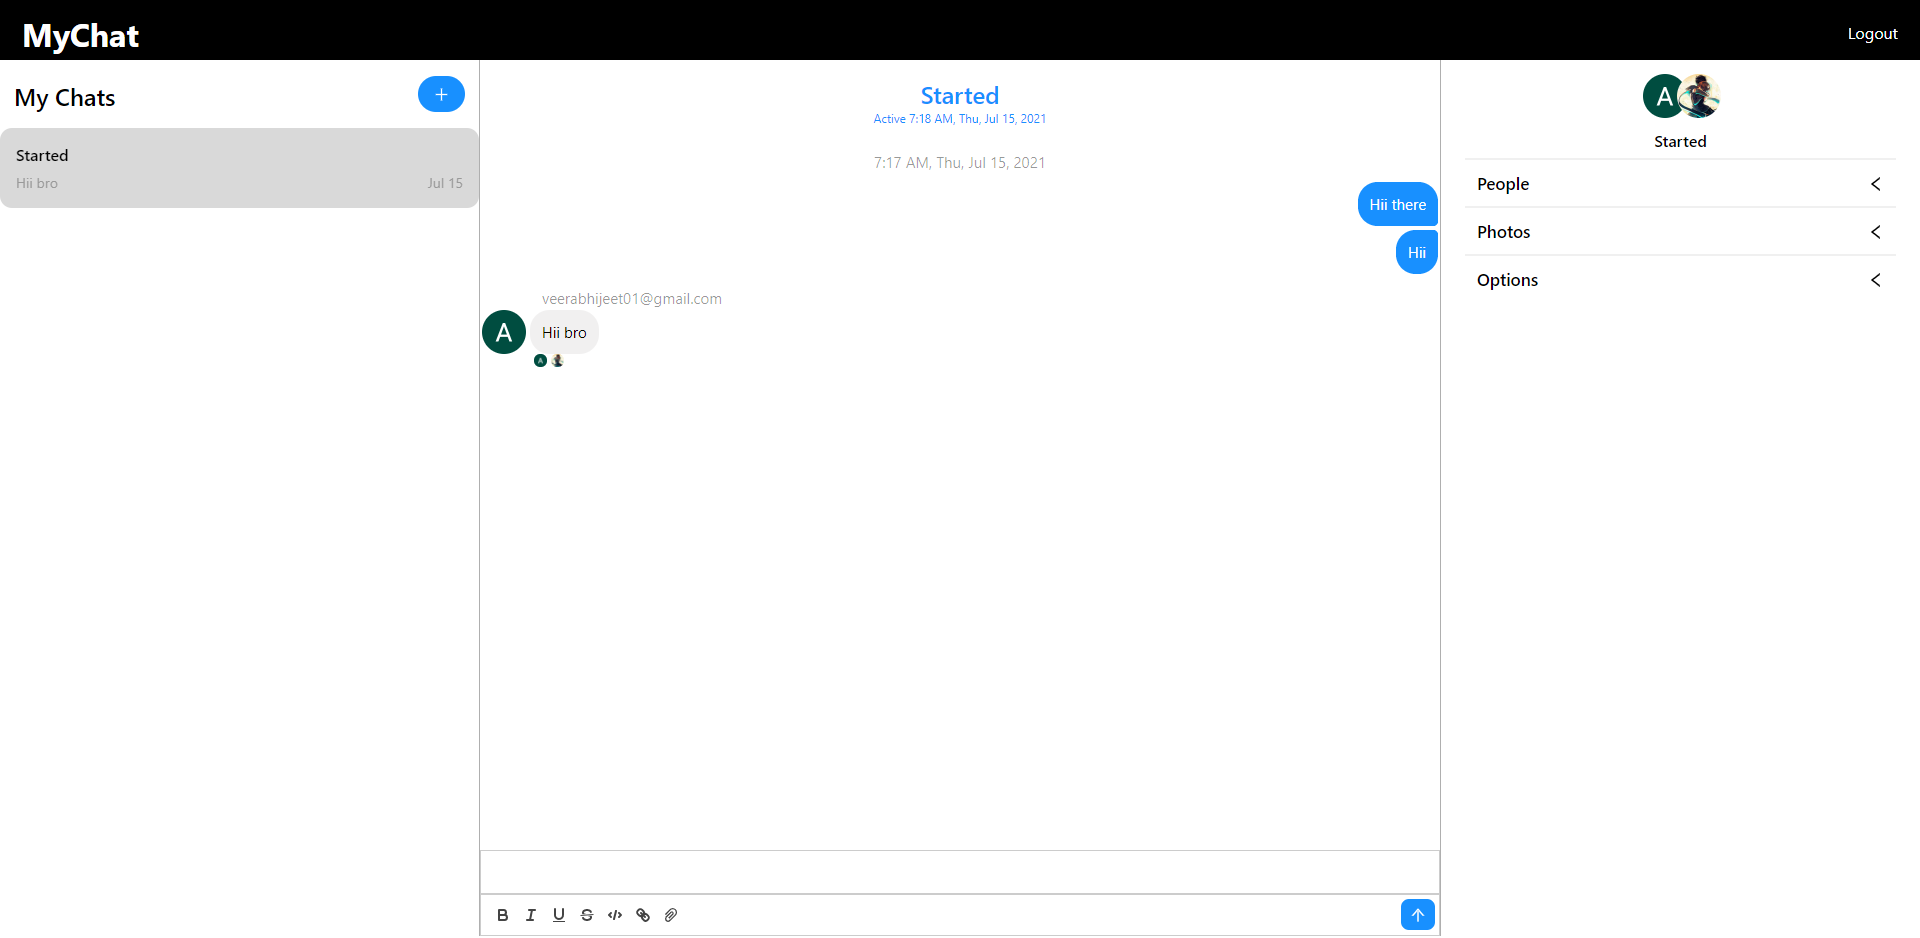 MyChat
Logout
My Chats
Started
Hii bro
Jul 15
Started
Active 7:18 AM, Thu, Jul 15, 2021
7:17 AM, Thu, Jul 15, 2021
Hii there
Hii
veerabhijeet01@gmail.com
A
Hii bro
A
B I U S </>
A
Started
People
Photos
Options